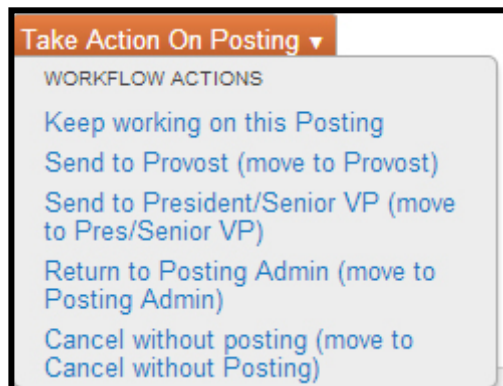 Take Action On Posting ▼
WORKFLOW ACTIONS
Keep working on this Posting
Send to Provost (move to Provost)
Send to President/Senior VP (move
to Pres/Senior VP)
Return to Posting Admin (move to
Posting Admin)
Cancel without posting (move to
Cancel without Posting)